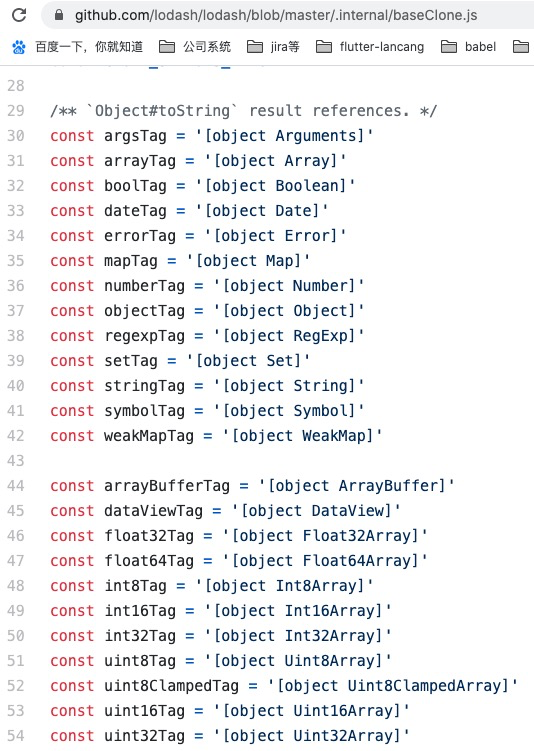 github.com/lodash/lodash/blob/master/.internal/baseClone.js
百度一下，你就知道 公司系统 jira等 flutter-lancang babel
28
29 /** `Object#toString` result references. */
30 const argsTag = '[object Arguments]'
31 const arrayTag = '[object Array]'
32 const boolTag = '[object Boolean]'
33 const dateTag = '[object Date]'
34 const errorTag = '[object Error]'
35 const mapTag = '[object Map]'
36 const numberTag = '[object Number]'
37 const objectTag = '[object Object]'
38 const regexpTag = '[object RegExp]'
39 const setTag = '[object Set]'
40 const stringTag = '[object String]'
41 const symbolTag = '[object Symbol]'
42 const weakMapTag = '[object WeakMap]'
43
44 const arrayBufferTag = '[object ArrayBuffer]'
45 const dataViewTag = '[object DataView]'
46 const float32Tag = '[object Float32Array]'
47 const float64Tag = '[object Float64Array]'
48 const int8Tag = '[object Int8Array]'
49 const int16Tag = '[object Int16Array]'
50 const int32Tag = '[object Int32Array]'
51 const uint8Tag = '[object Uint8Array]'
52 const uint8ClampedTag = '[object Uint8ClampedArray]'
53 const uint16Tag = '[object Uint16Array]'
54 const uint32Tag = '[object Uint32Array]'